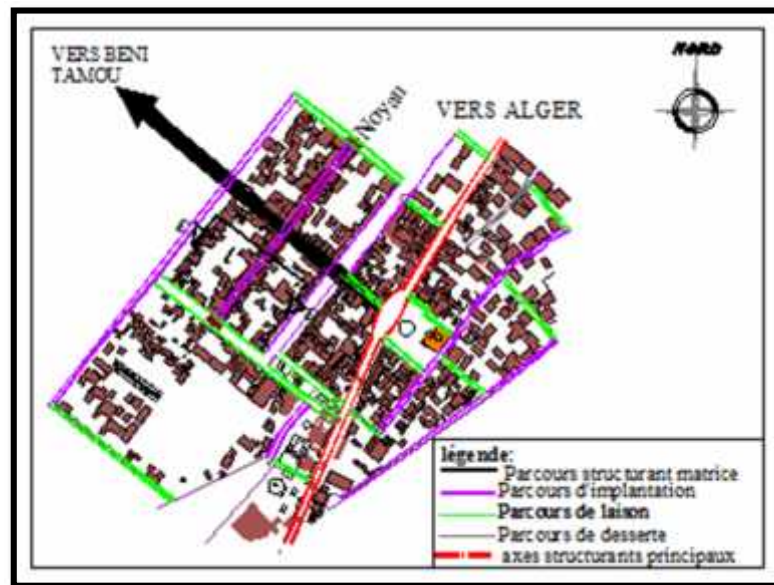 VERS BENI
TAMOU
Noyau
VERS ALGER
NORD
légende:
Parcours structurant matrice
Parcours d'implantation
Parcours de laison
Parcours de desserte
axes structurants principaux